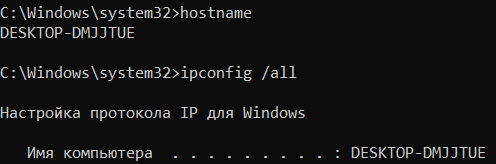 C:\Windows\system32>hostname
DESKTOP-DMJJTUE
C:\Windows\system32>ipconfig /all
Настройка протокола IP для Windows
Имя компьютера . . . . . . . . . : DESKTOP-DMJJTUE